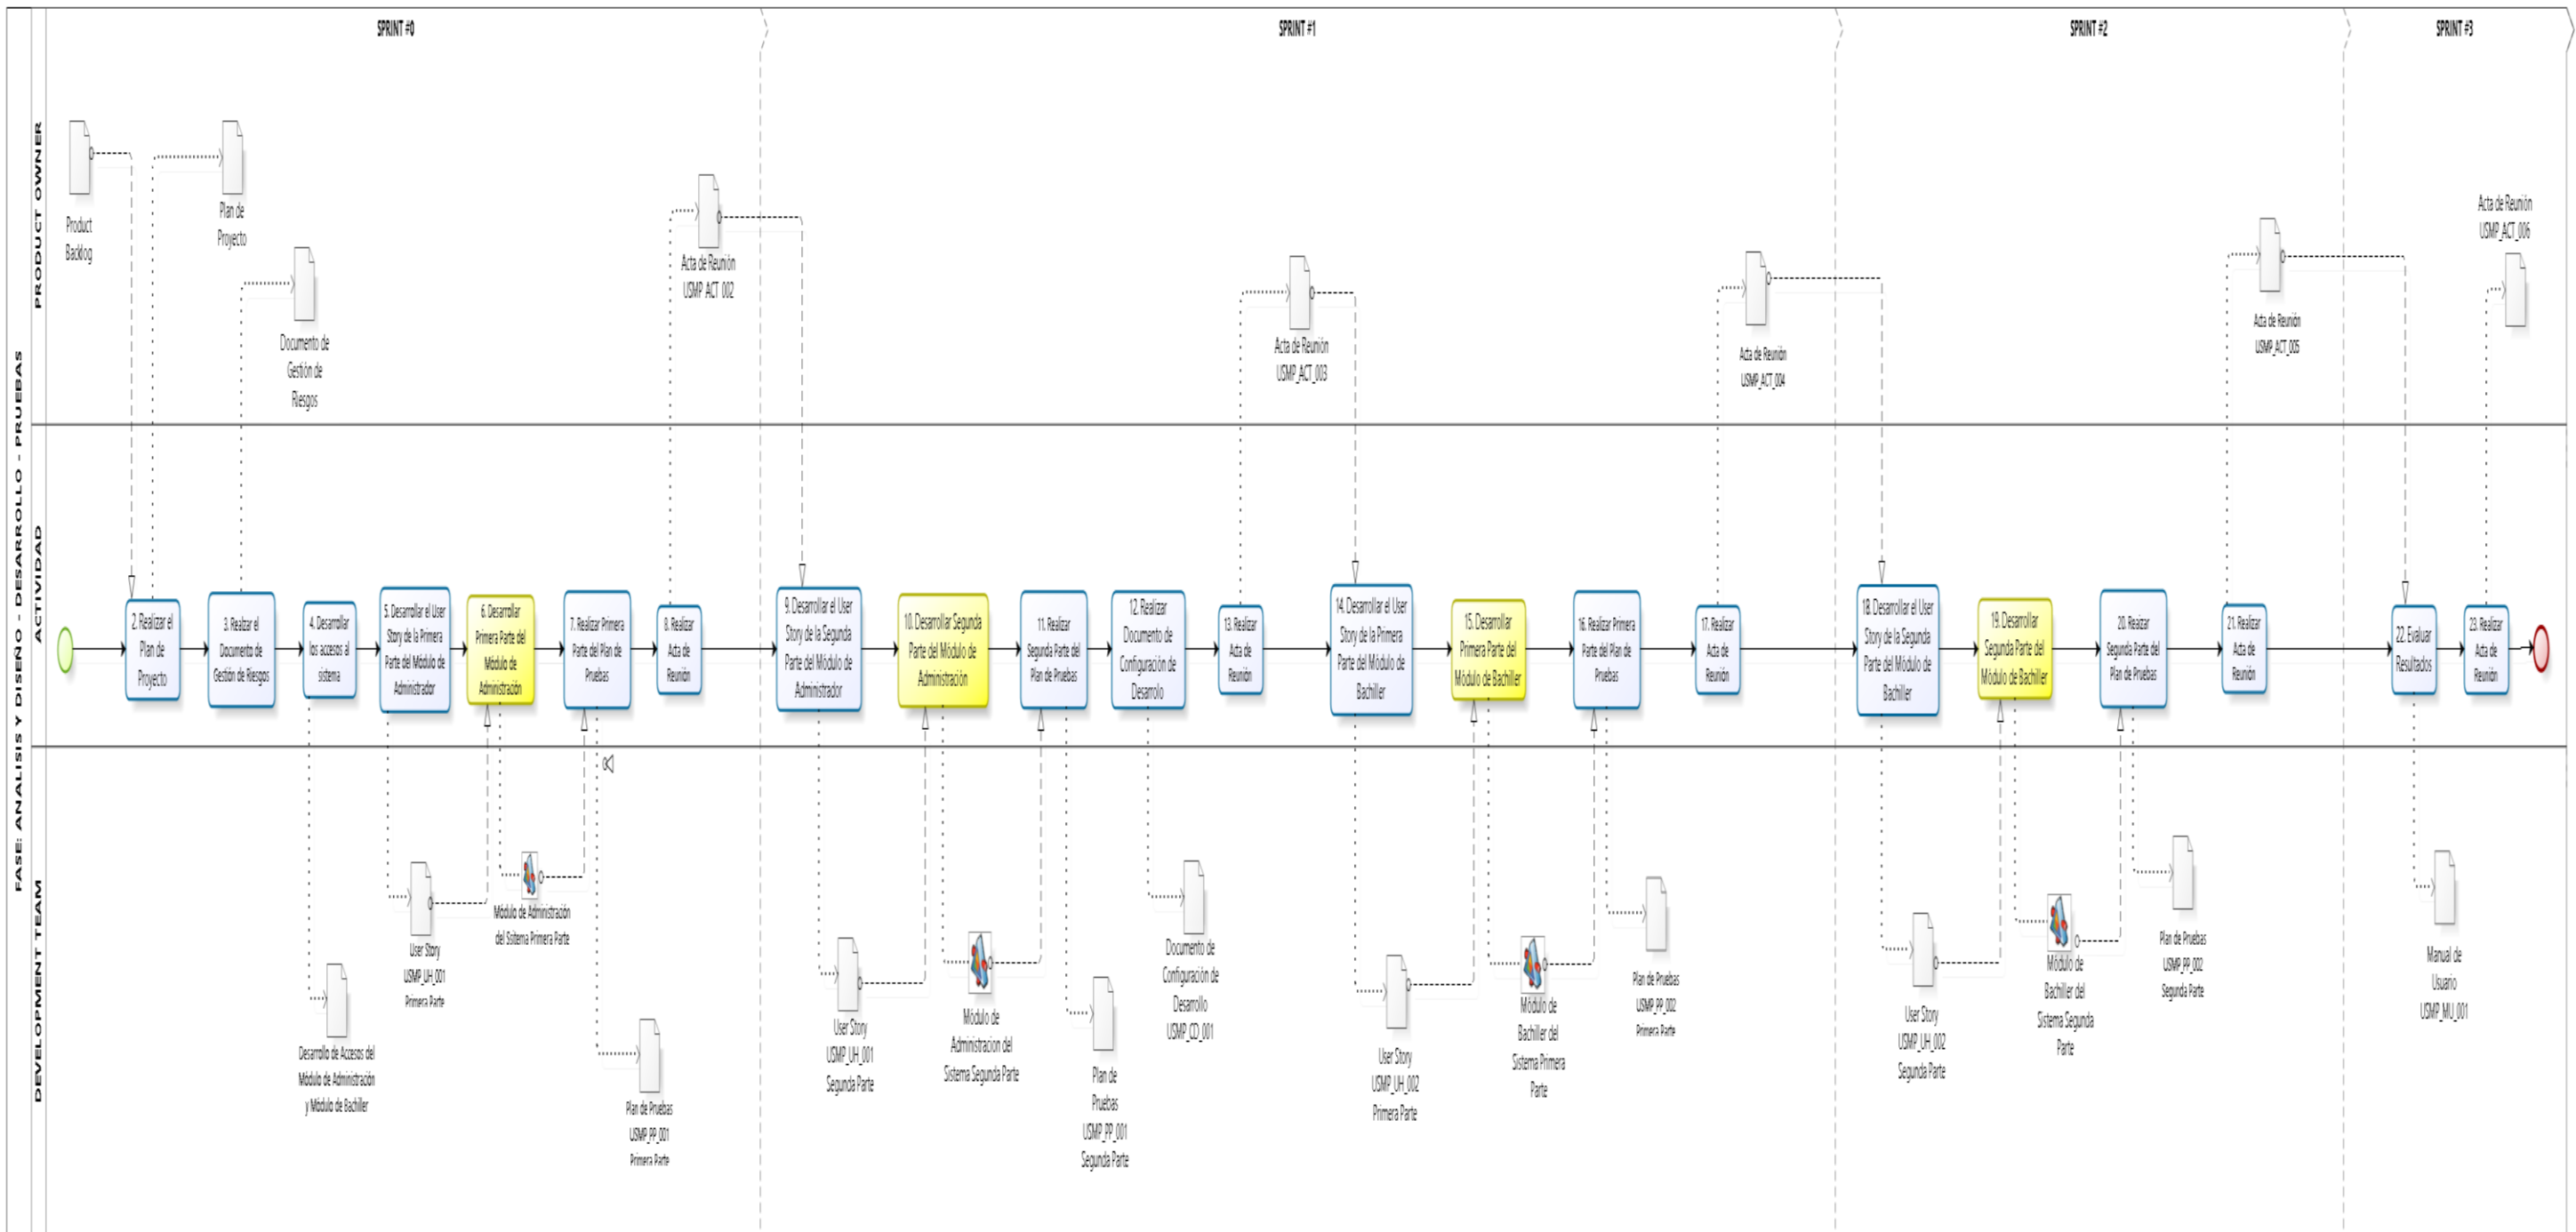 SPRINT #0
SPRINT #1
SPRINT #2
SPRINT #3
FASE: ANALISIS Y DISEÑO - DESARROLLO - PRUEBAS
PRODUCT OWNER
Product
Backlog
Plan de
Proyecto
Documento de
Gestión de
Riesgos
Acta de Reunión
USMP_ACT_002
Acta de Reunión
USMP_ACT_003
Acta de Reunión
USMP_ACT_004
Acta de Reunión
USMP_ACT_005
Acta de Reunión
USMP_ACT_006
ACTIVIDAD
2. Realizar el
Plan de
Proyecto
3. Realizar el
Documento de
Gestión de Riesgos
4. Desarrollar
los accesos al
sistema
5. Desarrollar el User
Story de la Primera
Parte del Módulo de
Administrador
6. Desarrollar
Primera Parte del
Módulo de
Administración
7. Realizar Primera
Parte del Plan de
Pruebas
8. Realizar
Acta de
Reunión
9. Desarrollar el User
Story de la Segunda
Parte del Módulo de
Administrador
10. Desarrollar Segunda
Parte del Módulo de
Administración
11. Realizar
Segunda Parte del
Plan de Pruebas
12. Realizar
Documento de
Configuración de
Desarrolo
13. Realizar
Acta de
Reunión
14. Desarrollar el User
Story de la Primera
Parte del Módulo de
Bachiller
15. Desarrollar
Primera Parte del
Módulo de Bachiller
16. Realizar Primera
Parte del Plan de
Pruebas
17. Realizar
Acta de
Reunión
18. Desarrollar el User
Story de la Segunda
Parte del Módulo de
Bachiller
19. Desarrollar
Segunda Parte del
Módulo de Bachiller
20. Realizar
Segunda Parte del
Plan de Pruebas
21. Realizar
Acta de
Reunión
22. Evaluar
Resultados
23. Realizar
Acta de
Reunión
DEVELOPMENT TEAM
Desarrollo de Accesos del
Módulo de Administración
y Módulo de Bachiller
User Story
USMP_UH_001
Primera Parte
Módulo de Administración
del Sistema Primera Parte
Plan de Pruebas
USMP_PP_001
Primera Parte
User Story
USMP_UH_001
Segunda Parte
Módulo de
Administracion del
Sistema Segunda Parte
Plan de
Pruebas
USMP_PP_001
Segunda Parte
Documento de
Configuración de
Desarrollo
USMP_CD_001
User Story
USMP_UH_002
Primera Parte
Módulo de
Bachiller del
Sistema Primera
Parte
Plan de Pruebas
USMP_PP_002
Primera Parte
User Story
USMP_UH_002
Segunda Parte
Módulo de
Bachiller del
Sistema Segunda
Parte
Plan de Pruebas
USMP_PP_002
Segunda Parte
Manual de
Usuario
USMP_MU_001